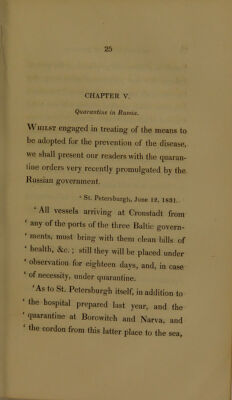 25
CHAPTER V.
Quarantine in Russia.
WHILST engaged in treating of the means to
be adopted for the prevention of the disease,
we shall present our readers with the quaran-
tine orders very recently promulgated by the
Russian government.
‘ St. Petersburgh, June 12, 1831.
‘ All vessels arriving at Cronstadt from
‘ any of the ports of the three Baltic govern-
‘ ments, must bring with them clean bills of
‘ health, &c. ; still they will be placed under
‘ observation for eighteen days, and, in case
‘ of necessity, under quarantine.
‘ As to St. Petersburgh itself, in addition to
‘ the hospital prepared last year, and the
‘ quarantine at Borowitch and Narva, and
‘ the cordon from this latter place to the sea,